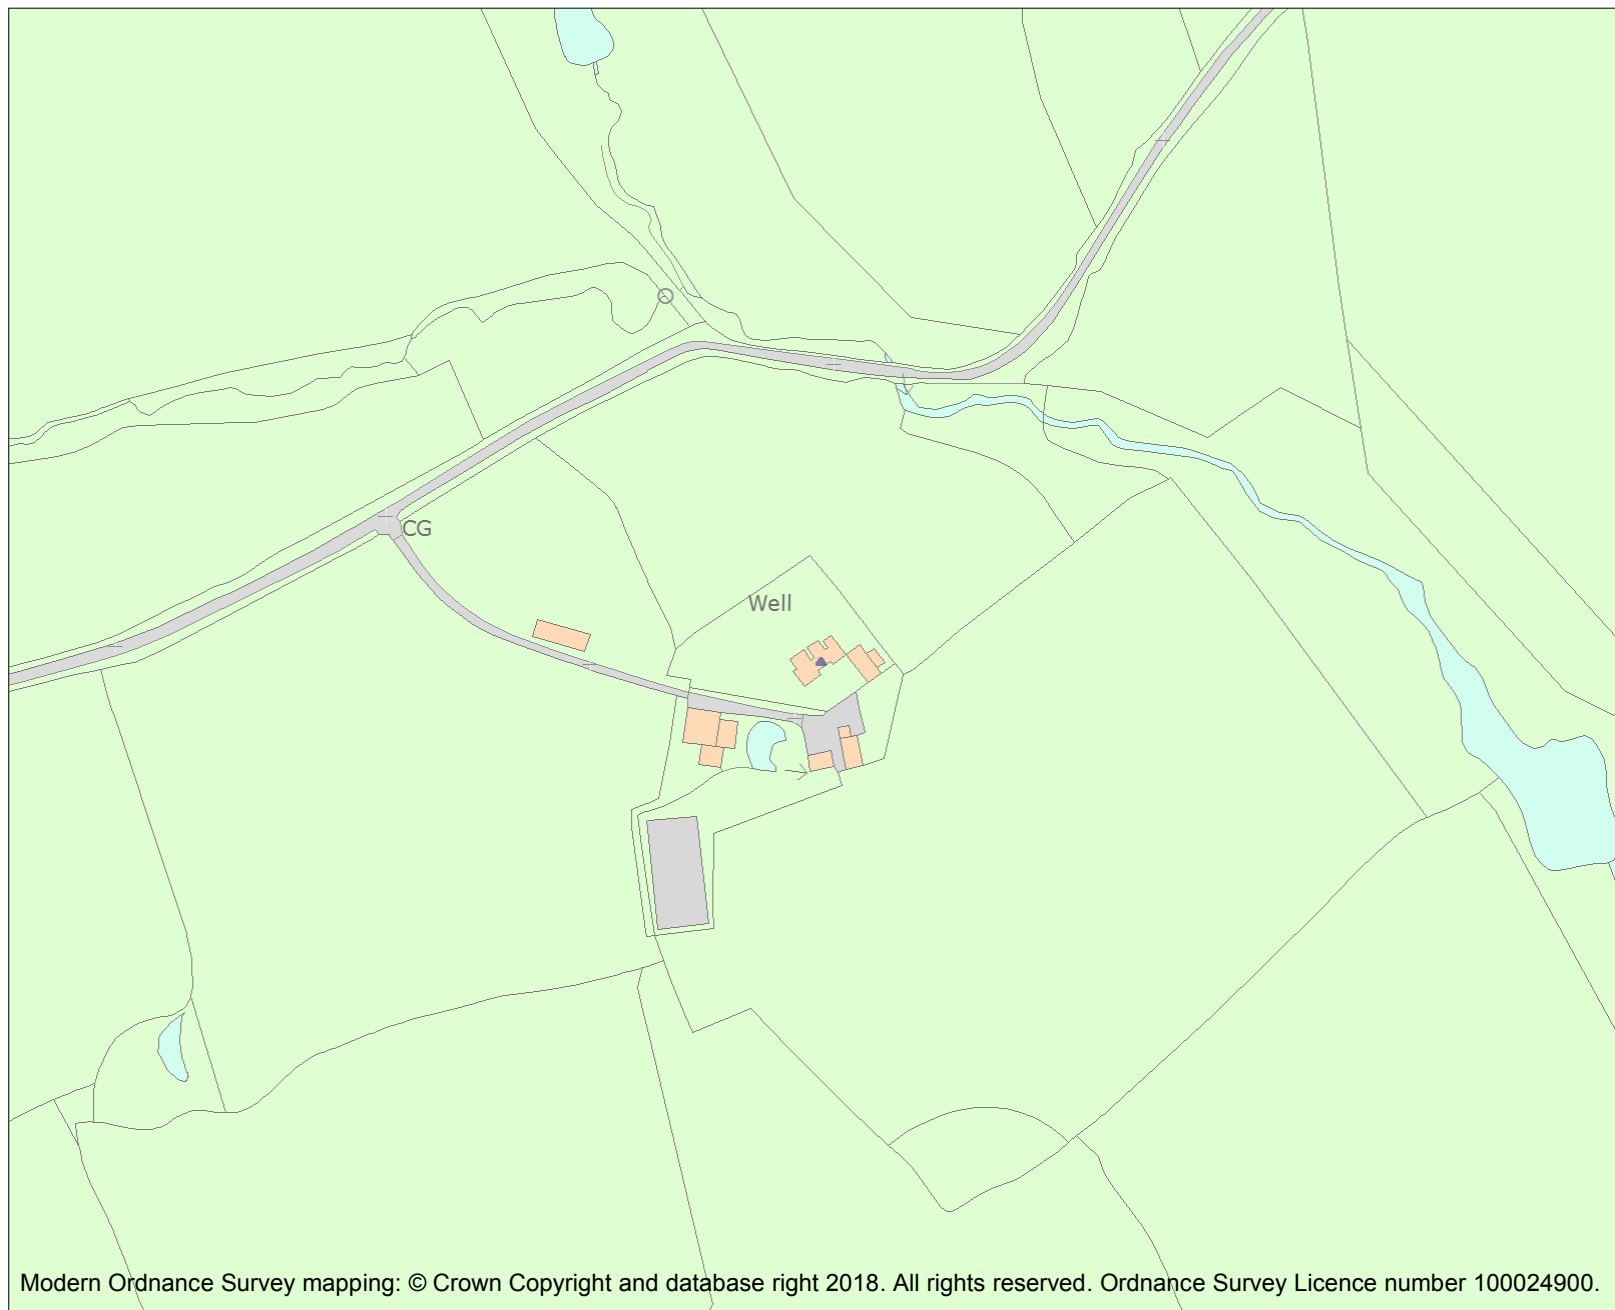 CG
Well
Modern Ordnance Survey mapping: © Crown Copyright and database right 2018. All rights reserved. Ordnance Survey Licence number 100024900.